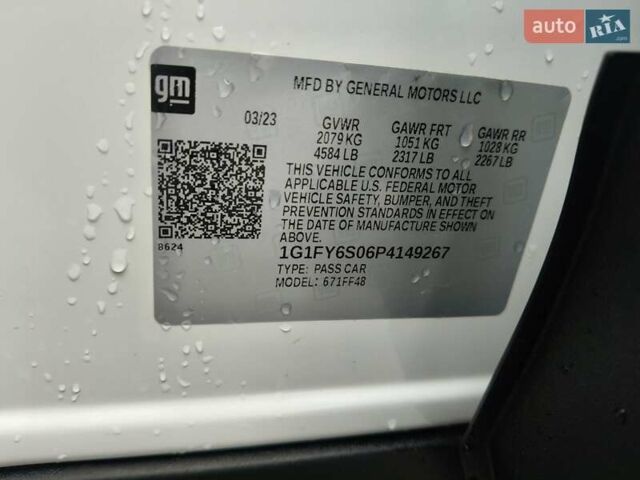 auto RIA.com
gm
MFD BY GENERAL MOTORS LLC
03/23 GVWR GAWR FRT GAWR RR
2079 KG 1051 KG 1028 KG
4584 LB 2317 LB 2267 LB
THIS VEHICLE CONFORMS TO ALL
APPLICABLE U.S. FEDERAL MOTOR
VEHICLE SAFETY, BUMPER, AND THEFT
PREVENTION STANDARDS IN EFFECT ON
THE DATE OF MANUFACTURE SHOWN
ABOVE.
8624
1G1FY6S06P4149267
TYPE: PASS CAR
MODEL: 671FF48